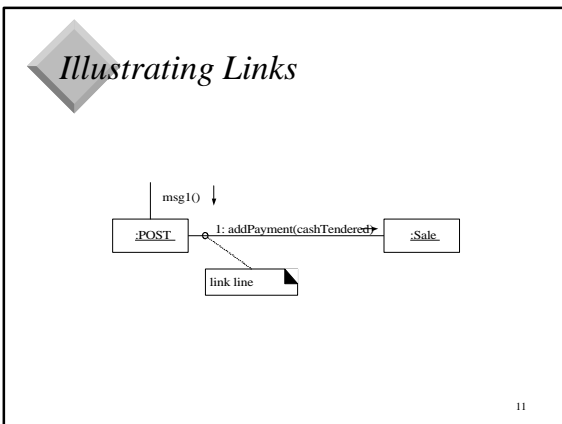 Illustrating Links
msg1()
:POST
1: addPayment(cashTendered)
:Sale
link line
11